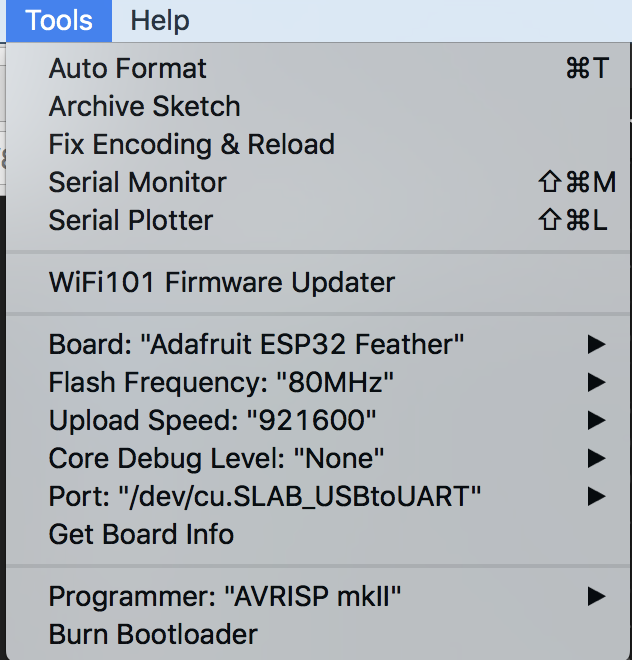 Tools Help
Auto Format ⌘T
Archive Sketch
Fix Encoding & Reload
Serial Monitor ⇧⌘M
Serial Plotter ⇧⌘L
WiFi101 Firmware Updater
Board: "Adafruit ESP32 Feather" ▶
Flash Frequency: "80MHz" ▶
Upload Speed: "921600" ▶
Core Debug Level: "None" ▶
Port: "/dev/cu.SLAB_USBtoUART" ▶
Get Board Info
Programmer: "AVRISP mkII" ▶
Burn Bootloader